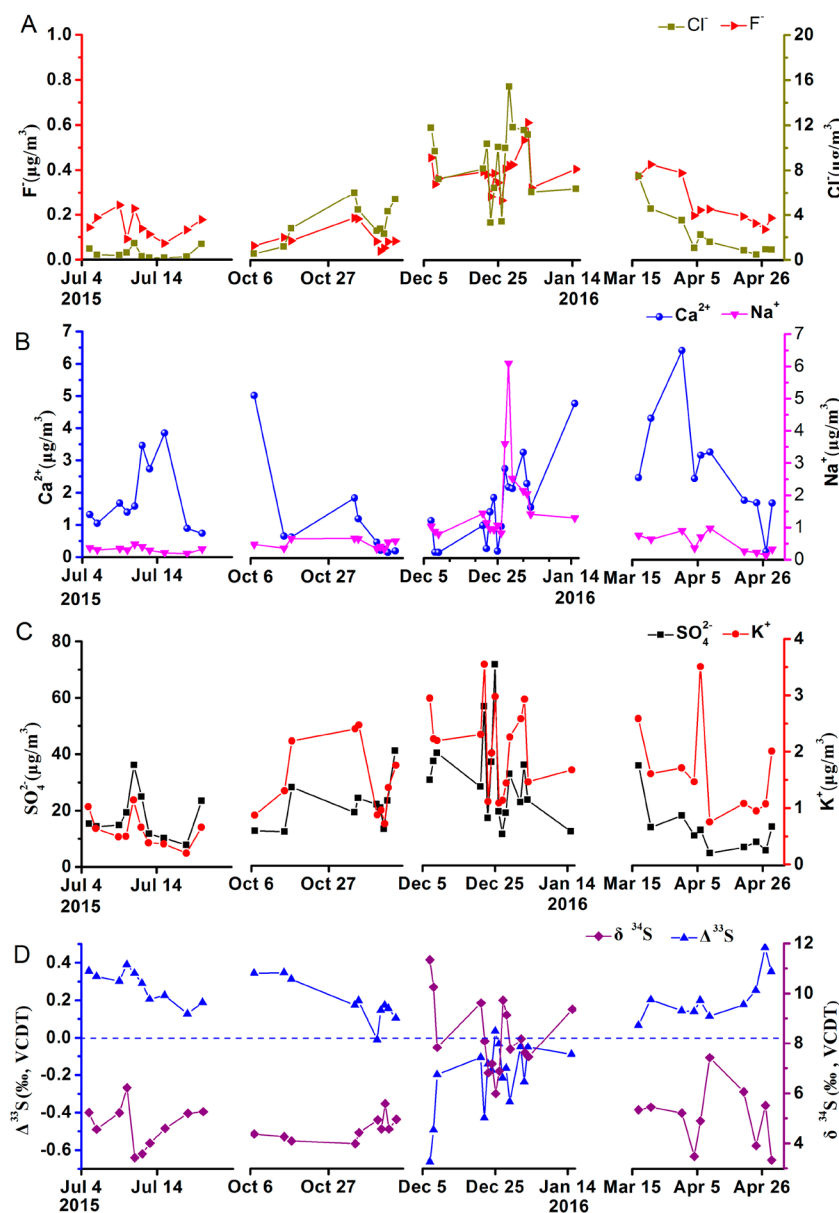 A
Cl⁻ F⁻
F⁻(μg/m³)
1.0
0.8
0.6
0.4
0.2
0.0
20
16
12
8
4
0
Cl⁻(μg/m³)
Jul 4 Jul 14 Oct 6 Oct 27 Dec 5 Dec 25 Jan 14 Mar 15 Apr 5 Apr 26
2015 2016
B
Ca²⁺ Na⁺
Ca²⁺(μg/m³)
7
6
5
4
3
2
1
0
7
6
5
4
3
2
1
0
Na⁺(μg/m³)
Jul 4 Jul 14 Oct 6 Oct 27 Dec 5 Dec 25 Jan 14 Mar 15 Apr 5 Apr 26
2015 2016
C
SO₄²⁻ K⁺
SO₄²⁻(μg/m³)
80
60
40
20
0
4
3
2
1
0
K⁺(μg/m³)
Jul 4 Jul 14 Oct 6 Oct 27 Dec 5 Dec 25 Jan 14 Mar 15 Apr 5 Apr 26
2015 2016
D
δ ³⁴S Δ³³S
Δ³³S (‰, VCDT)
0.4
0.2
0.0
-0.2
-0.4
-0.6
12
10
8
6
4
δ ³⁴S (‰, VCDT)
Jul 4 Jul 14 Oct 6 Oct 27 Dec 5 Dec 25 Jan 14 Mar 15 Apr 5 Apr 26
2015 2016